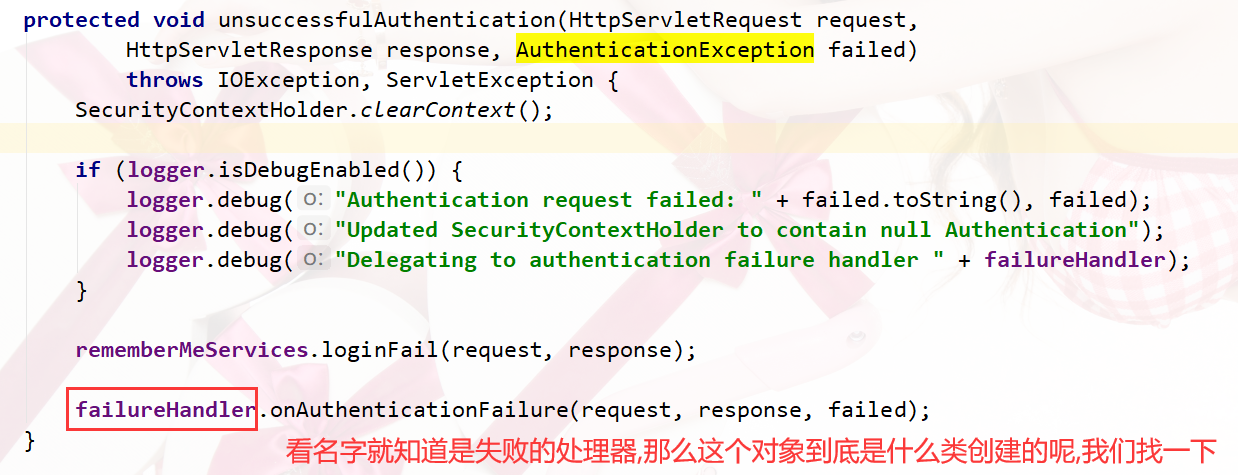 protected void unsuccessfulAuthentication(HttpServletRequest request,
HttpServletResponse response, AuthenticationException failed)
throws IOException, ServletException {
SecurityContextHolder.clearContext();
if (logger.isDebugEnabled()) {
logger.debug( o: "Authentication request failed: " + failed.toString(), failed);
logger.debug( o: "Updated SecurityContextHolder to contain null Authentication");
logger.debug( o: "Delegating to authentication failure handler " + failureHandler);
}
rememberMeServices.loginFail(request, response);
failureHandler.onAuthenticationFailure(request, response, failed);
}
看名字就知道是失败的处理器,那么这个对象到底是什么类创建的呢,我们找一下